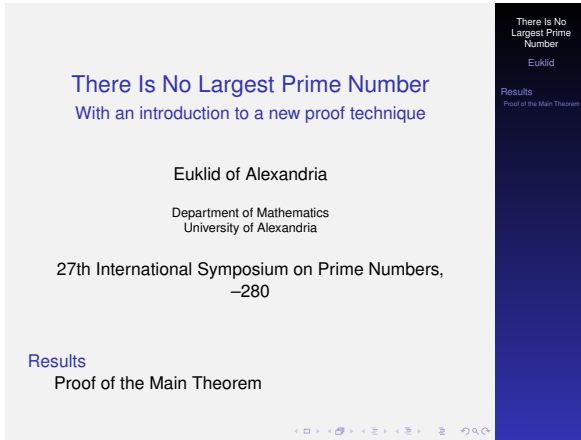 There Is No Largest Prime Number
With an introduction to a new proof technique
Euklid of Alexandria
Department of Mathematics
University of Alexandria
27th International Symposium on Prime Numbers,
–280
Results
Proof of the Main Theorem
There Is No
Largest Prime
Number
Euklid
Results
Proof of the Main Theorem